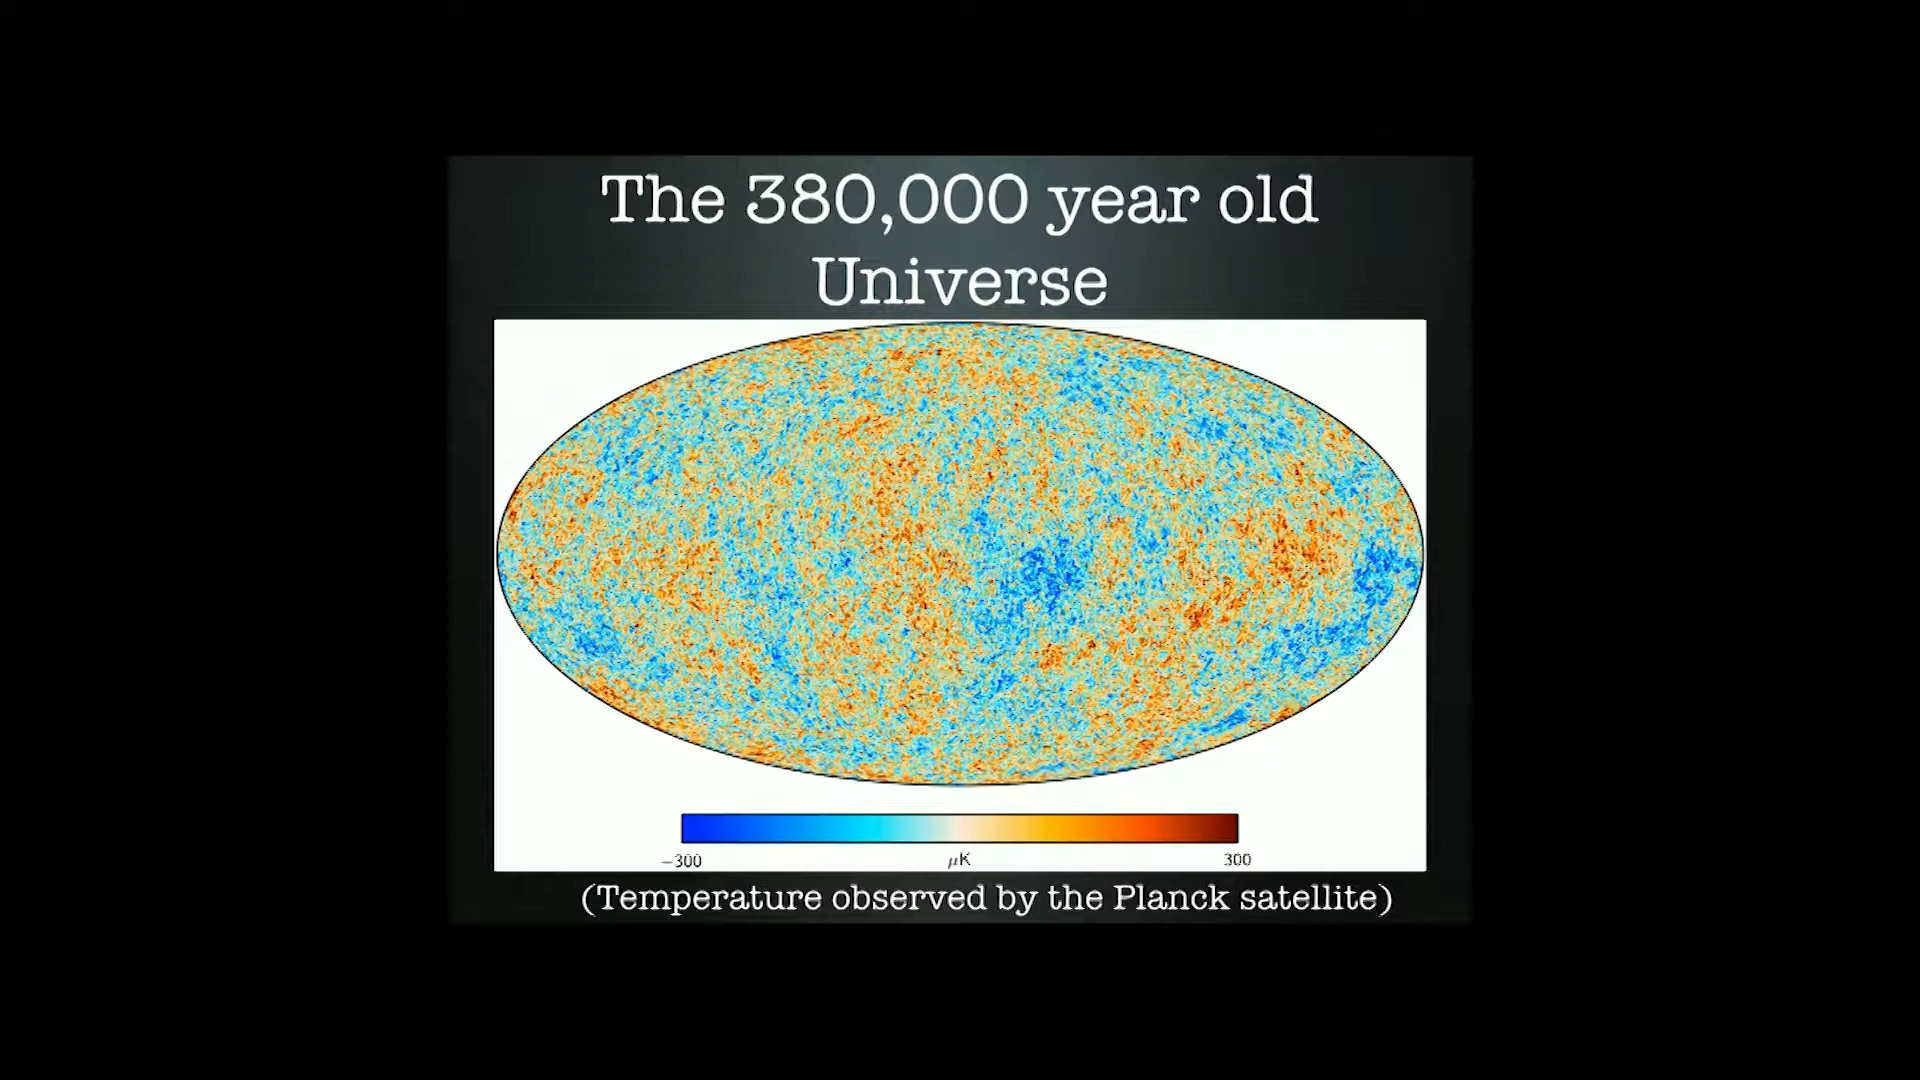 The 380,000 year old
Universe
−300 μK 300
(Temperature observed by the Planck satellite)